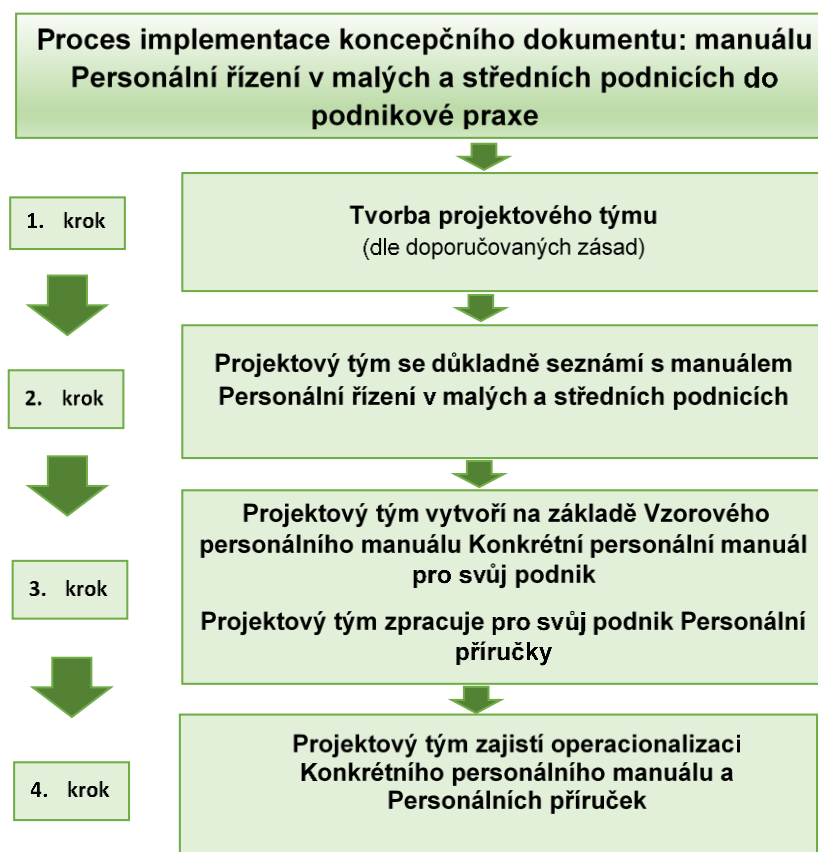 Proces implementace koncepčního dokumentu: manuálu
Personální řízení v malých a středních podnicích do
podnikové praxe
1. krok
Tvorba projektového týmu
(dle doporučovaných zásad)
2. krok
Projektový tým se důkladně seznámí s manuálem
Personální řízení v malých a středních podnicích
3. krok
Projektový tým vytvoří na základě Vzorového
personálního manuálu Konkrétní personální manuál
pro svůj podnik
Projektový tým zpracuje pro svůj podnik Personální
příručky
4. krok
Projektový tým zajistí operacionalizaci
Konkrétního personálního manuálu a
Personálních příruček